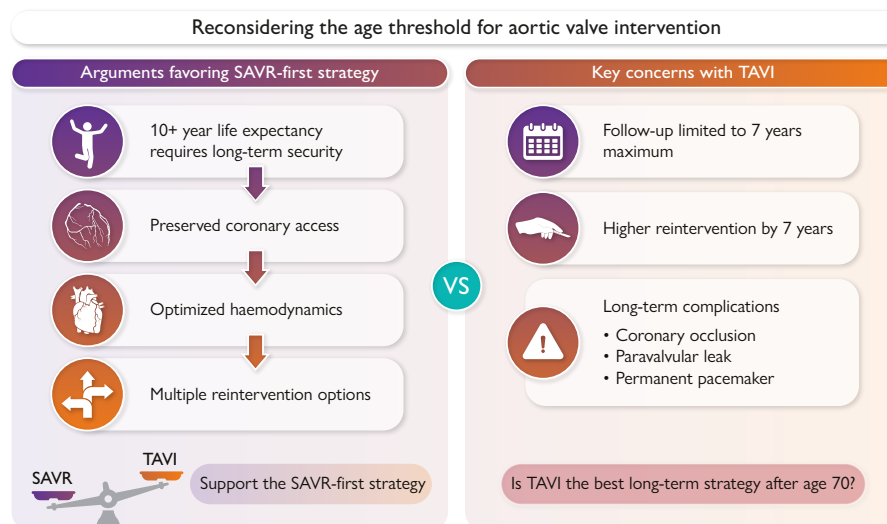 Reconsidering the age threshold for aortic valve intervention
Arguments favoring SAVR-first strategy
10+ year life expectancy
requires long-term security
Preserved coronary access
Optimized haemodynamics
Multiple reintervention options
SAVR
TAVI
Support the SAVR-first strategy
VS
Key concerns with TAVI
Follow-up limited to 7 years
maximum
Higher reintervention by 7 years
Long-term complications
• Coronary occlusion
• Paravalvular leak
• Permanent pacemaker
Is TAVI the best long-term strategy after age 70?